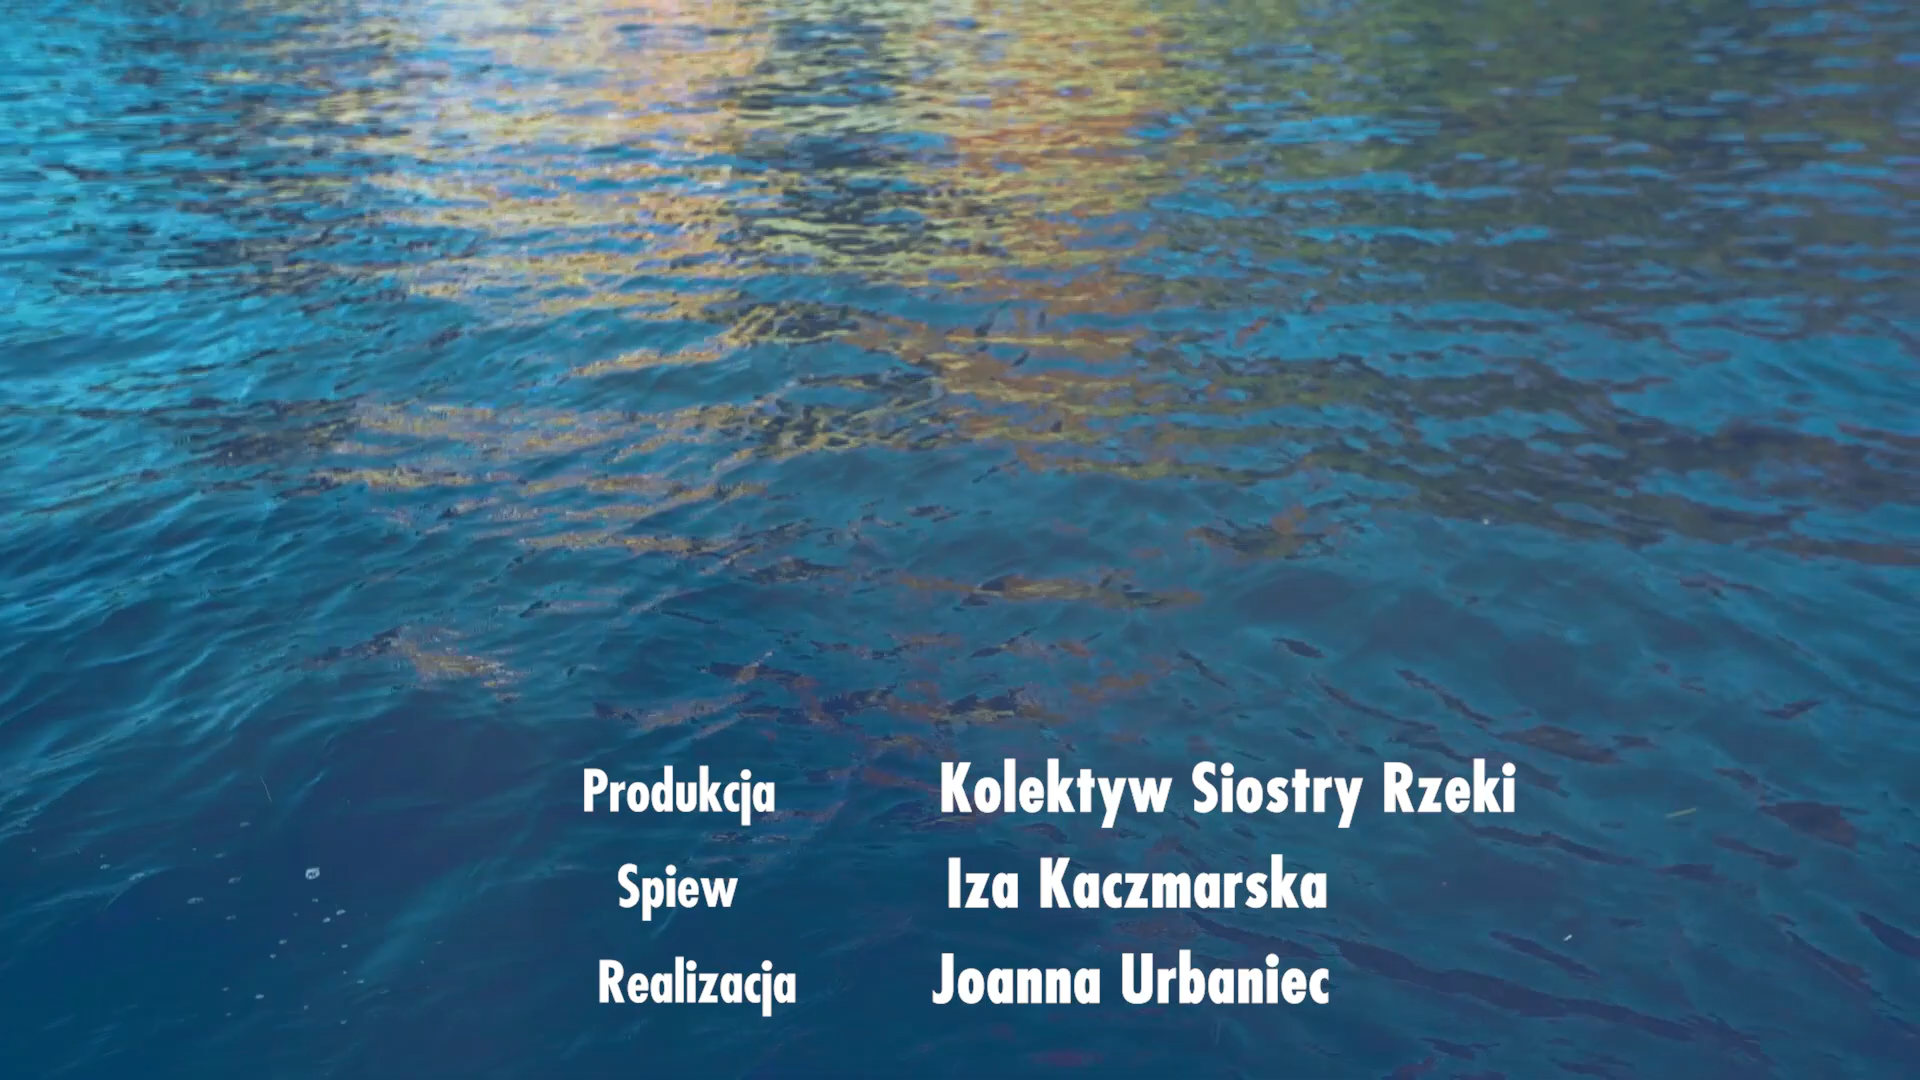 Produkcja Kolektyw Siostry Rzeki
Spiew Iza Kaczmarska
Realizacja Joanna Urbaniec